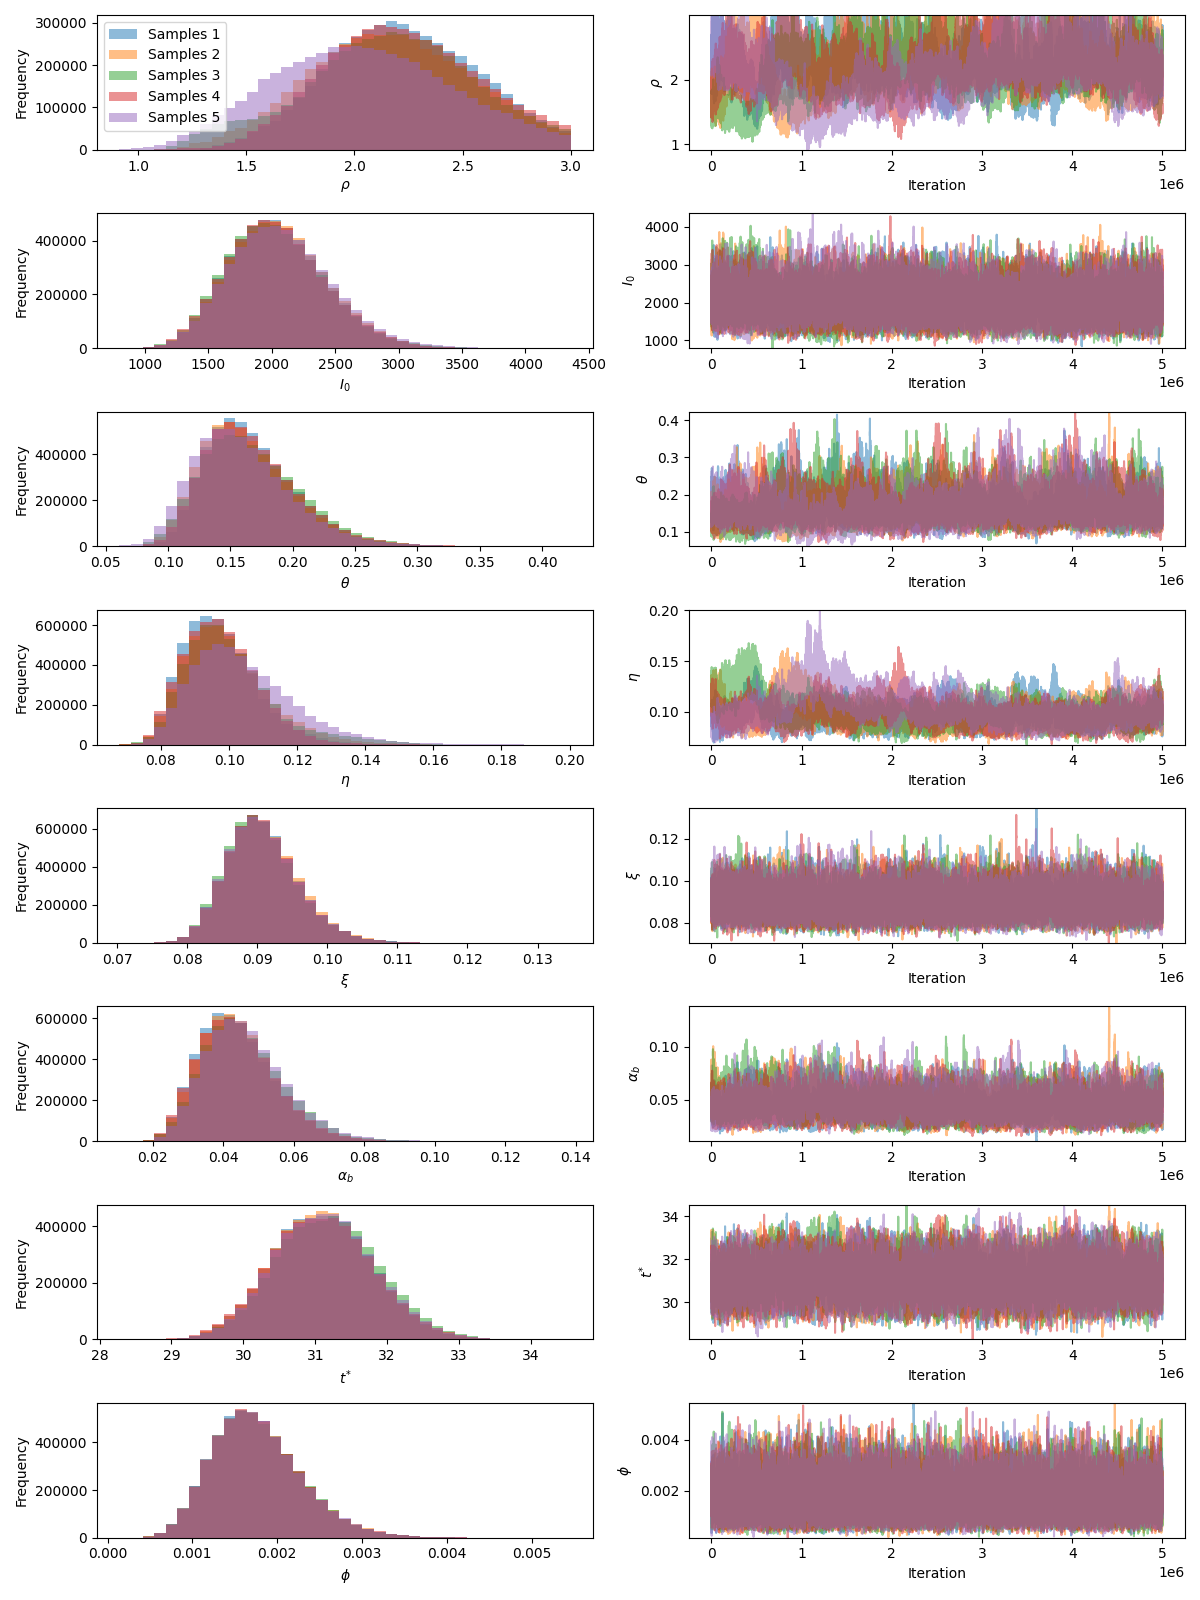 300000
200000
100000
0
Frequency
Samples 1
Samples 2
Samples 3
Samples 4
Samples 5
1.0 1.5 2.0 2.5 3.0
ρ
2
1
ρ
0 1 2 3 4 5
Iteration
1e6
400000
200000
0
Frequency
1000 1500 2000 2500 3000 3500 4000 4500
I₀
4000
3000
2000
1000
I₀
0 1 2 3 4 5
Iteration
1e6
400000
200000
0
Frequency
0.05 0.10 0.15 0.20 0.25 0.30 0.35 0.40
θ
0.4
0.3
0.2
0.1
θ
0 1 2 3 4 5
Iteration
1e6
600000
400000
200000
0
Frequency
0.08 0.10 0.12 0.14 0.16 0.18 0.20
η
0.20
0.15
0.10
η
0 1 2 3 4 5
Iteration
1e6
600000
400000
200000
0
Frequency
0.07 0.08 0.09 0.10 0.11 0.12 0.13
ξ
0.12
0.10
0.08
ξ
0 1 2 3 4 5
Iteration
1e6
600000
400000
200000
0
Frequency
0.02 0.04 0.06 0.08 0.10 0.12 0.14
α_b
0.10
0.05
α_b
0 1 2 3 4 5
Iteration
1e6
400000
200000
0
Frequency
28 29 30 31 32 33 34
t*
34
32
30
t*
0 1 2 3 4 5
Iteration
1e6
400000
200000
0
Frequency
0.000 0.001 0.002 0.003 0.004 0.005
ϕ
0.004
0.002
ϕ
0 1 2 3 4 5
Iteration
1e6